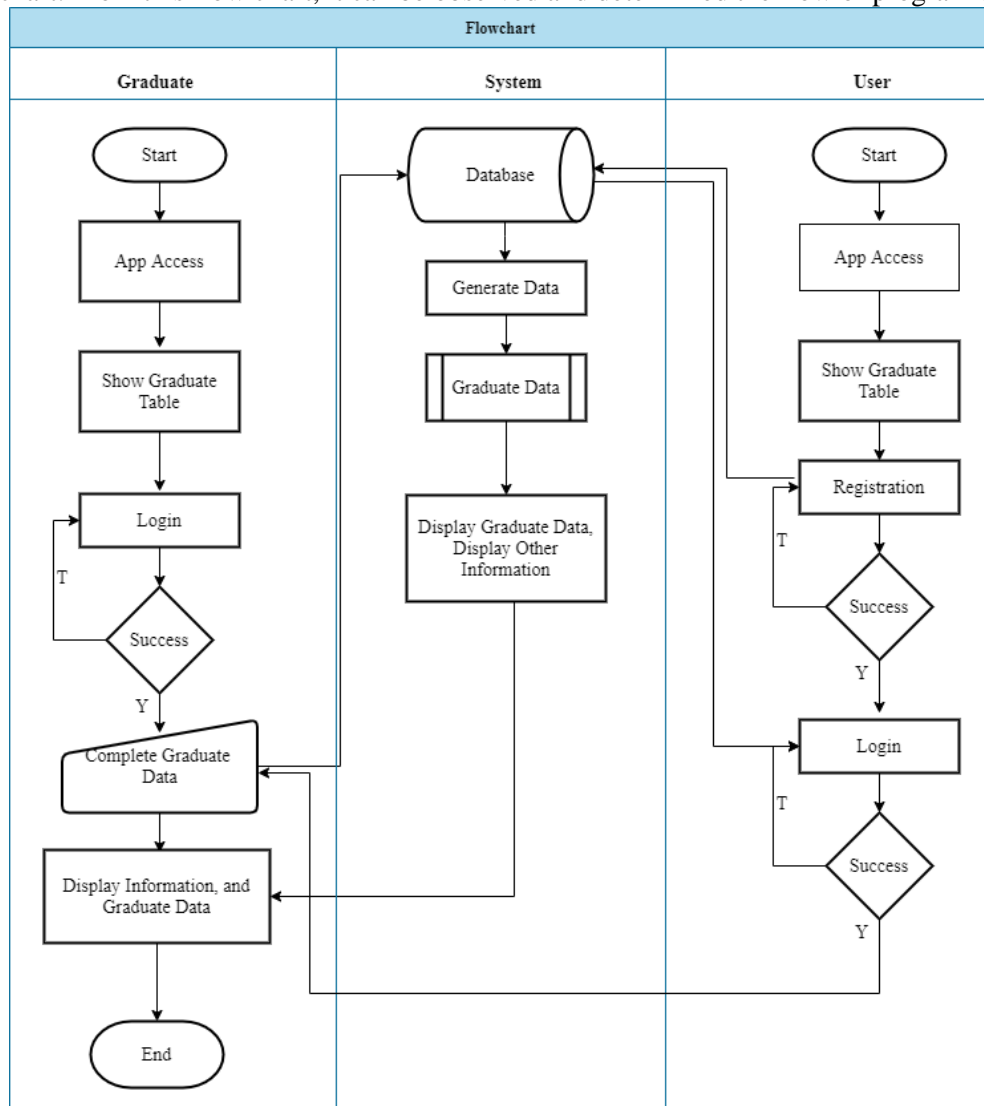 Flowchart
Graduate
System
User
Start
App Access
Show Graduate
Table
Login
T
Success
Y
Complete Graduate
Data
Display Information, and
Graduate Data
End
Database
Generate Data
Graduate Data
Display Graduate Data,
Display Other
Information
Start
App Access
Show Graduate
Table
Registration
T
Success
Y
Login
T
Success
Y